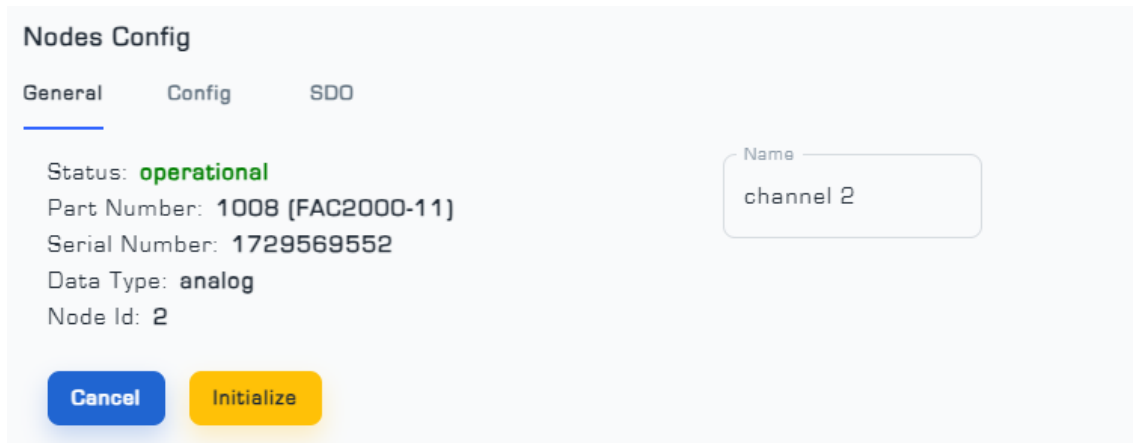 Nodes Config
General Config SDO
Status: operational
Part Number: 1008 (FAC2000-11)
Serial Number: 1729569552
Data Type: analog
Node Id: 2
Name
channel 2
Cancel Initialize